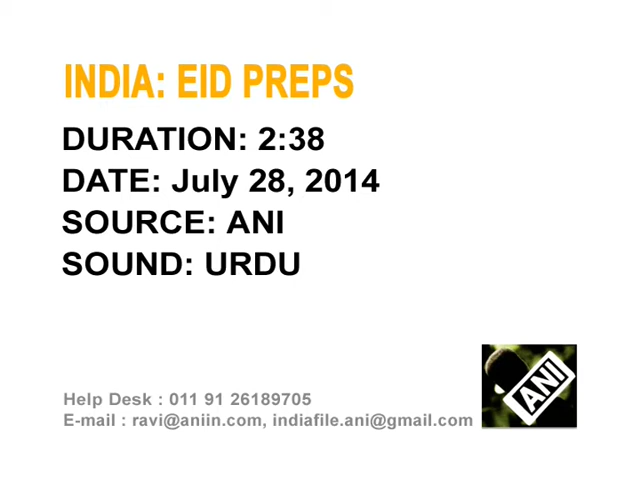 INDIA: EID PREPS
DURATION: 2:38
DATE: July 28, 2014
SOURCE: ANI
SOUND: URDU
Help Desk : 011 91 26189705
E-mail : ravi@aniin.com, indiafile.ani@gmail.com
ANI